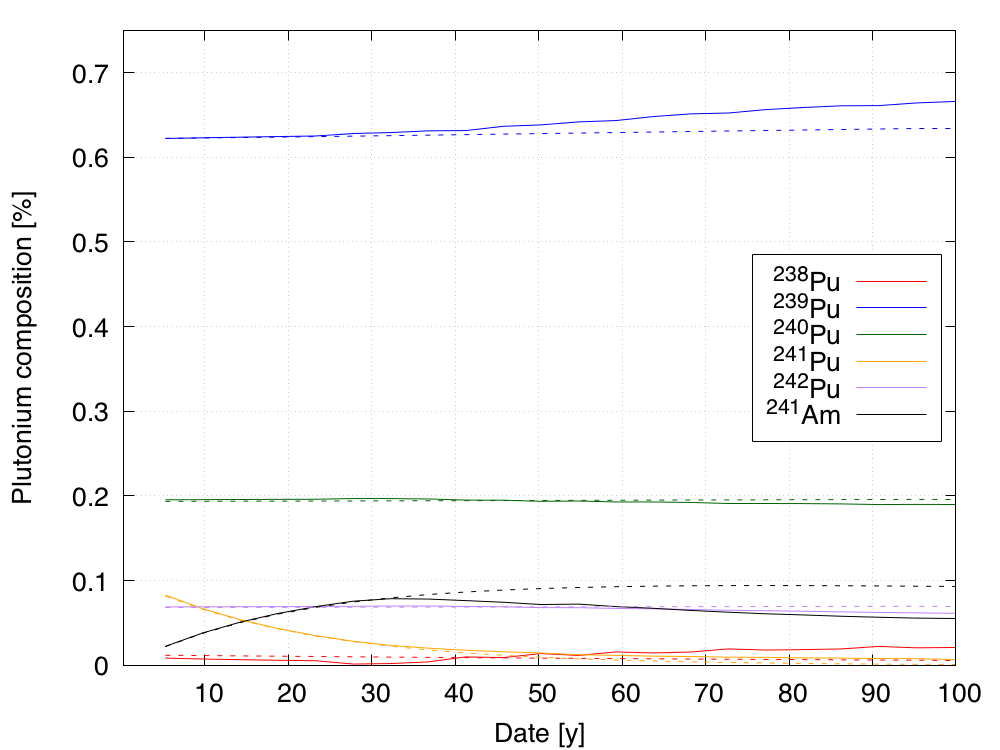 Plutonium composition [%]
0.7
0.6
0.5
0.4
0.3
0.2
0.1
0
²³⁸Pu
²³⁹Pu
²⁴⁰Pu
²⁴¹Pu
²⁴²Pu
²⁴¹Am
10 20 30 40 50 60 70 80 90 100
Date [y]